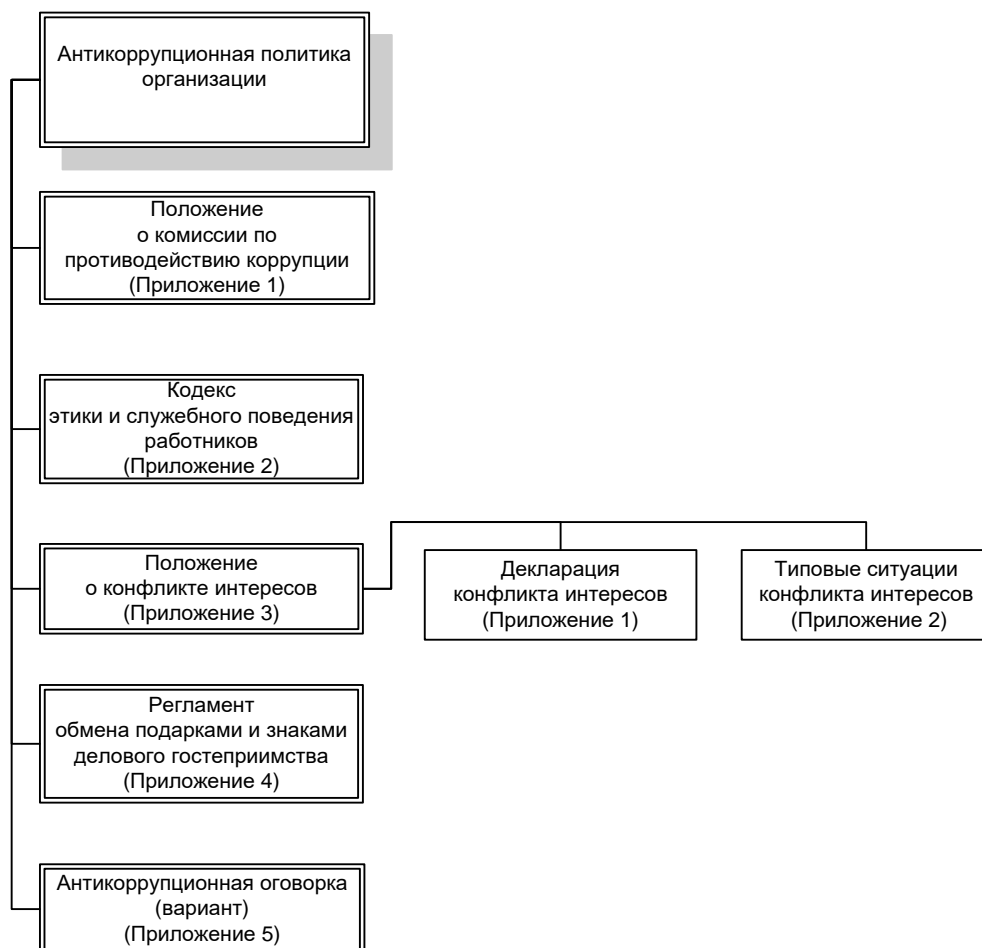 Антикоррупционная политика
организации
Положение
о комиссии по
противодействию коррупции
(Приложение 1)
Кодекс
этики и служебного поведения
работников
(Приложение 2)
Положение
о конфликте интересов
(Приложение 3)
Декларация
конфликта интересов
(Приложение 1)
Типовые ситуации
конфликта интересов
(Приложение 2)
Регламент
обмена подарками и знаками
делового гостеприимства
(Приложение 4)
Антикоррупционная оговорка
(вариант)
(Приложение 5)